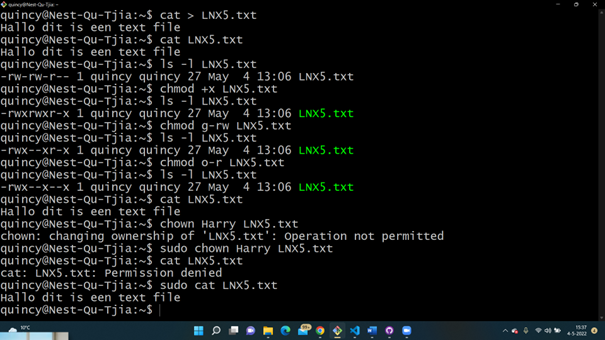 quincy@Nest-Qu-Tjia: ~
quincy@Nest-Qu-Tjia:~$ cat > LNX5.txt
Hallo dit is een text file
quincy@Nest-Qu-Tjia:~$ cat LNX5.txt
Hallo dit is een text file
quincy@Nest-Qu-Tjia:~$ ls -l LNX5.txt
-rw-rw-r-- 1 quincy quincy 27 May  4 13:06 LNX5.txt
quincy@Nest-Qu-Tjia:~$ chmod +x LNX5.txt
quincy@Nest-Qu-Tjia:~$ ls -l LNX5.txt
-rwxrwxr-x 1 quincy quincy 27 May  4 13:06 LNX5.txt
quincy@Nest-Qu-Tjia:~$ chmod g-rw LNX5.txt
quincy@Nest-Qu-Tjia:~$ ls -l LNX5.txt
-rwx--xr-x 1 quincy quincy 27 May  4 13:06 LNX5.txt
quincy@Nest-Qu-Tjia:~$ chmod o-r LNX5.txt
quincy@Nest-Qu-Tjia:~$ ls -l LNX5.txt
-rwx--x--x 1 quincy quincy 27 May  4 13:06 LNX5.txt
quincy@Nest-Qu-Tjia:~$ cat LNX5.txt
Hallo dit is een text file
quincy@Nest-Qu-Tjia:~$ chown Harry LNX5.txt
chown: changing ownership of 'LNX5.txt': Operation not permitted
quincy@Nest-Qu-Tjia:~$ sudo chown Harry LNX5.txt
quincy@Nest-Qu-Tjia:~$ cat LNX5.txt
cat: LNX5.txt: Permission denied
quincy@Nest-Qu-Tjia:~$ sudo cat LNX5.txt
Hallo dit is een text file
quincy@Nest-Qu-Tjia:~$
10°C
15:37
4-5-2022